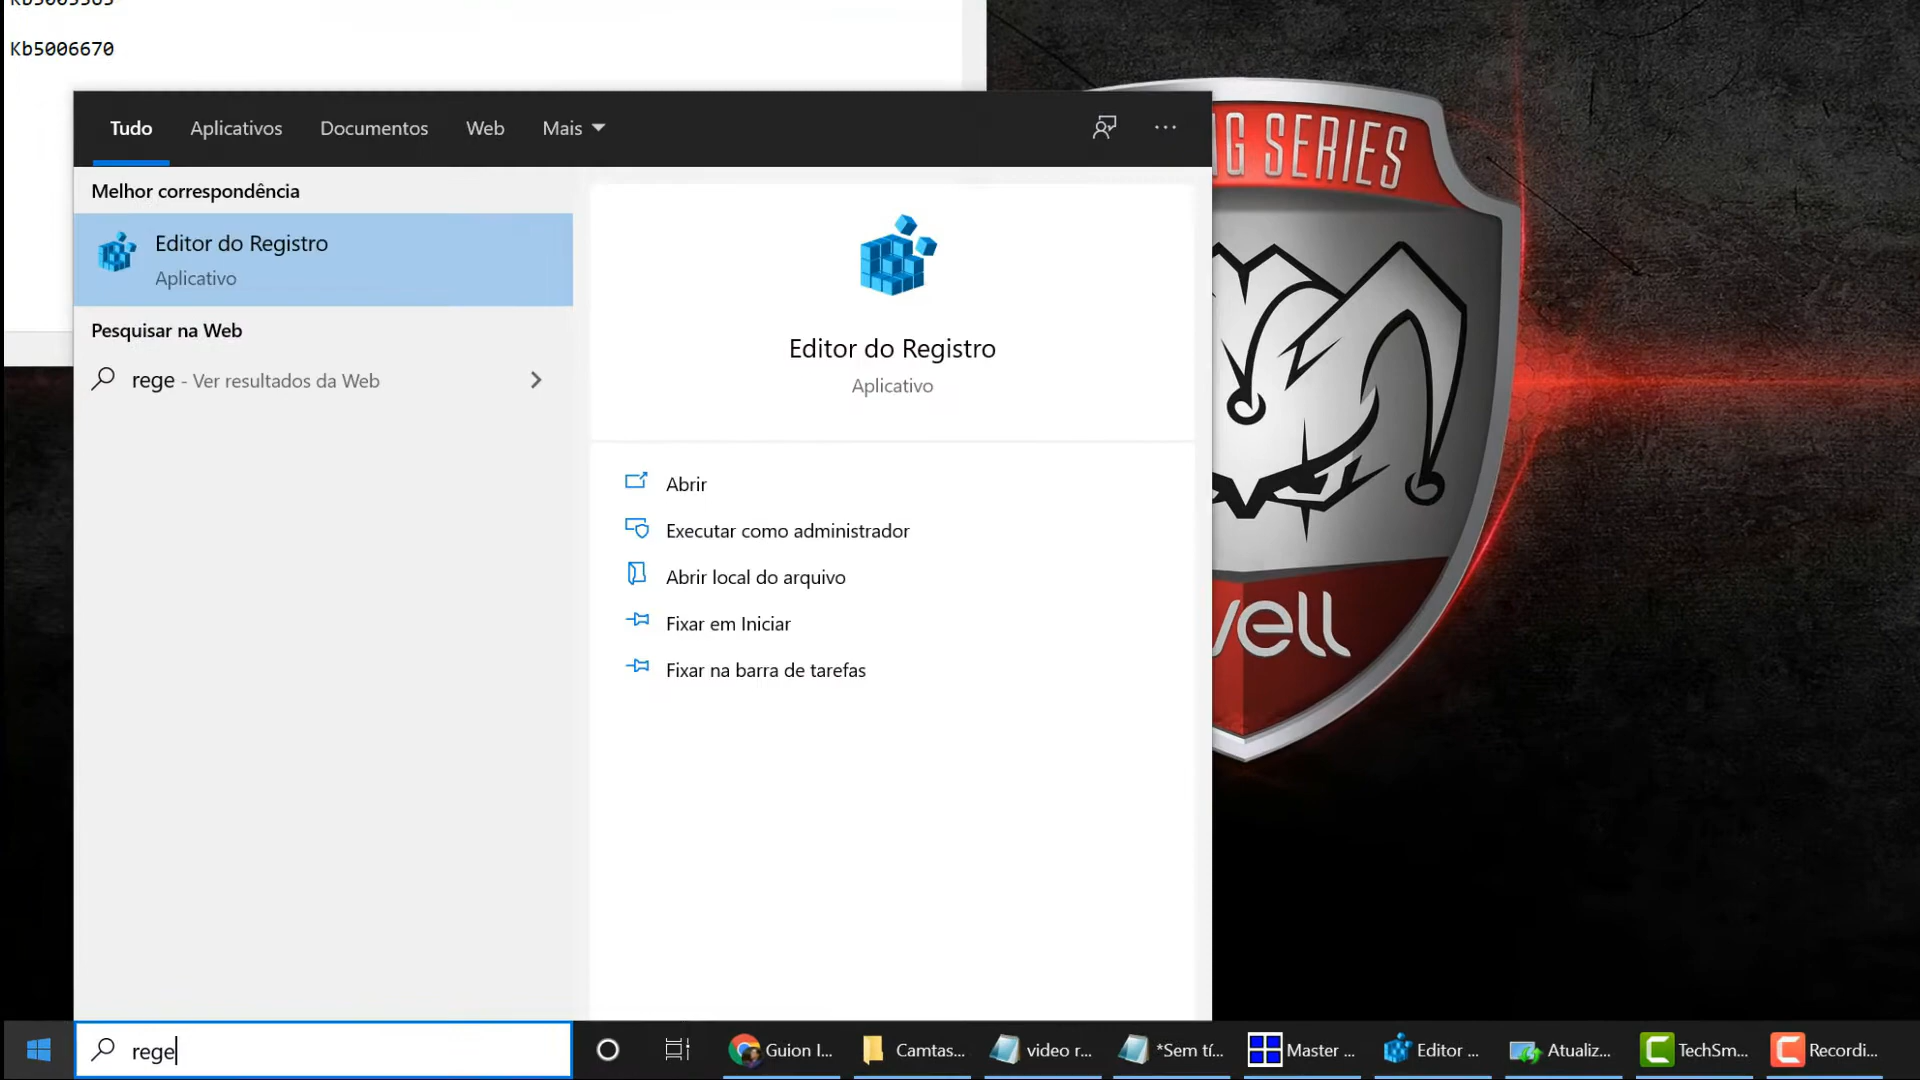 Kb5006670
Tudo
Aplicativos
Documentos
Web
Mais
Melhor correspondência
Editor do Registro
Aplicativo
Pesquisar na Web
rege - Ver resultados da Web
Editor do Registro
Aplicativo
Abrir
Executar como administrador
Abrir local do arquivo
Fixar em Iniciar
Fixar na barra de tarefas
G SERIES
vell
rege
Guion I...
Camtas...
video r...
*Sem tí...
Master ...
Editor ...
Atualiz...
TechSm...
Recordi...